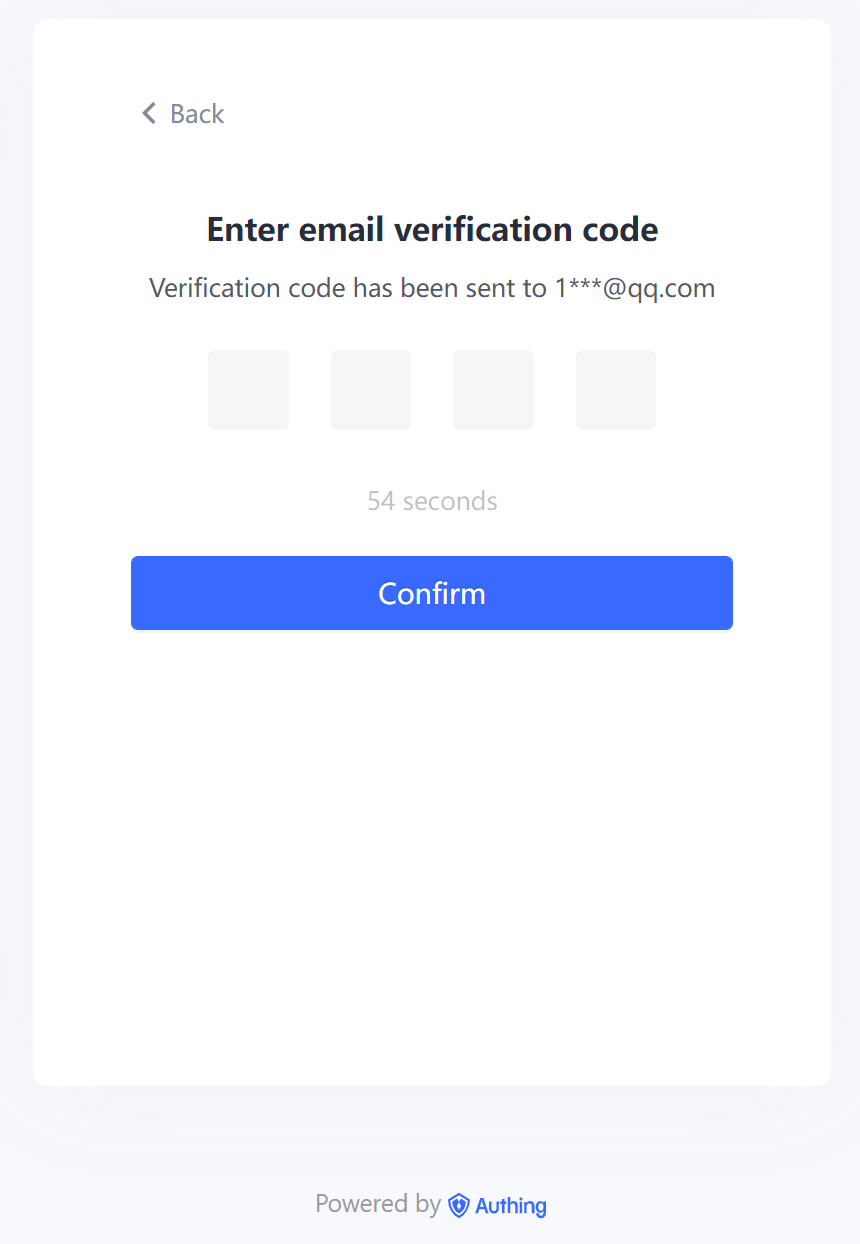 Back
Enter email verification code
Verification code has been sent to 1***@qq.com
54 seconds
Confirm
Powered by Authing